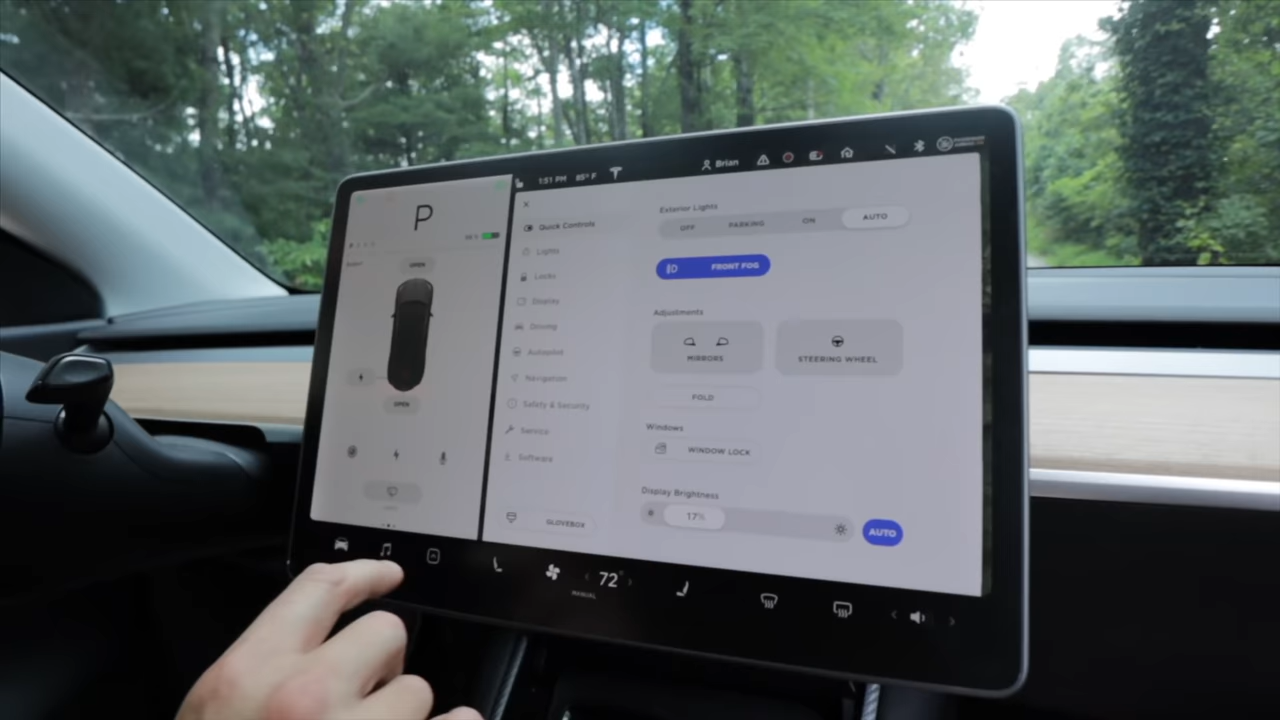 P
OPEN
OPEN
1:51 PM
85° F
Brian
Quick Controls
Lights
Locks
Display
Driving
Autopilot
Navigation
Safety & Security
Service
Software
GLOVEBOX
Exterior Lights
OFF
PARKING
ON
AUTO
FRONT FOG
Adjustments
MIRRORS
STEERING WHEEL
FOLD
Windows
WINDOW LOCK
Display Brightness
17%
AUTO
< 72° >
MANUAL